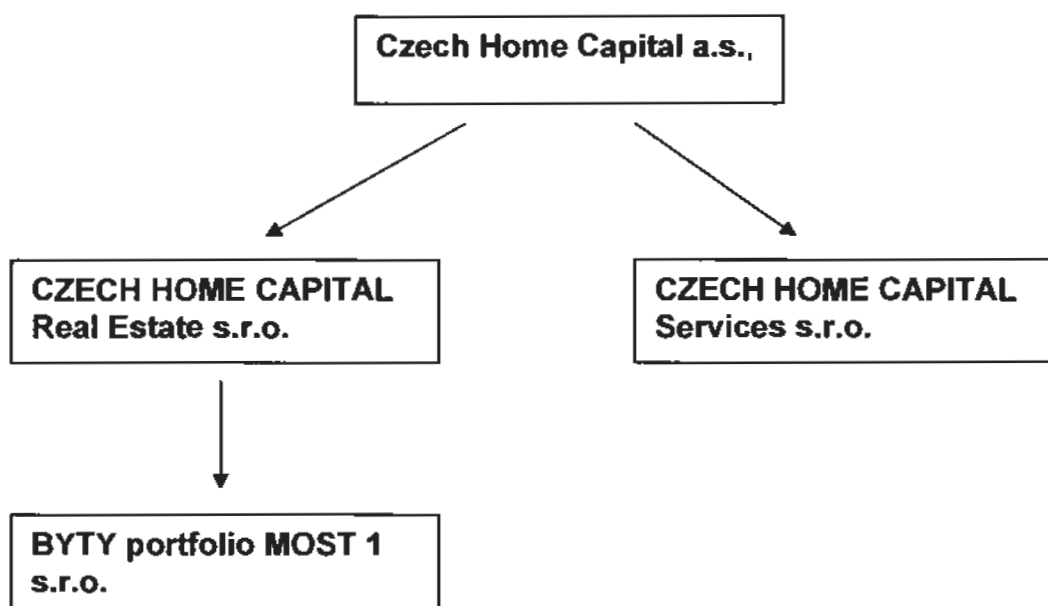 Czech Home Capital a.s.,
CZECH HOME CAPITAL
Real Estate s.r.o.
CZECH HOME CAPITAL
Services s.r.o.
BYTY portfolio MOST 1
s.r.o.